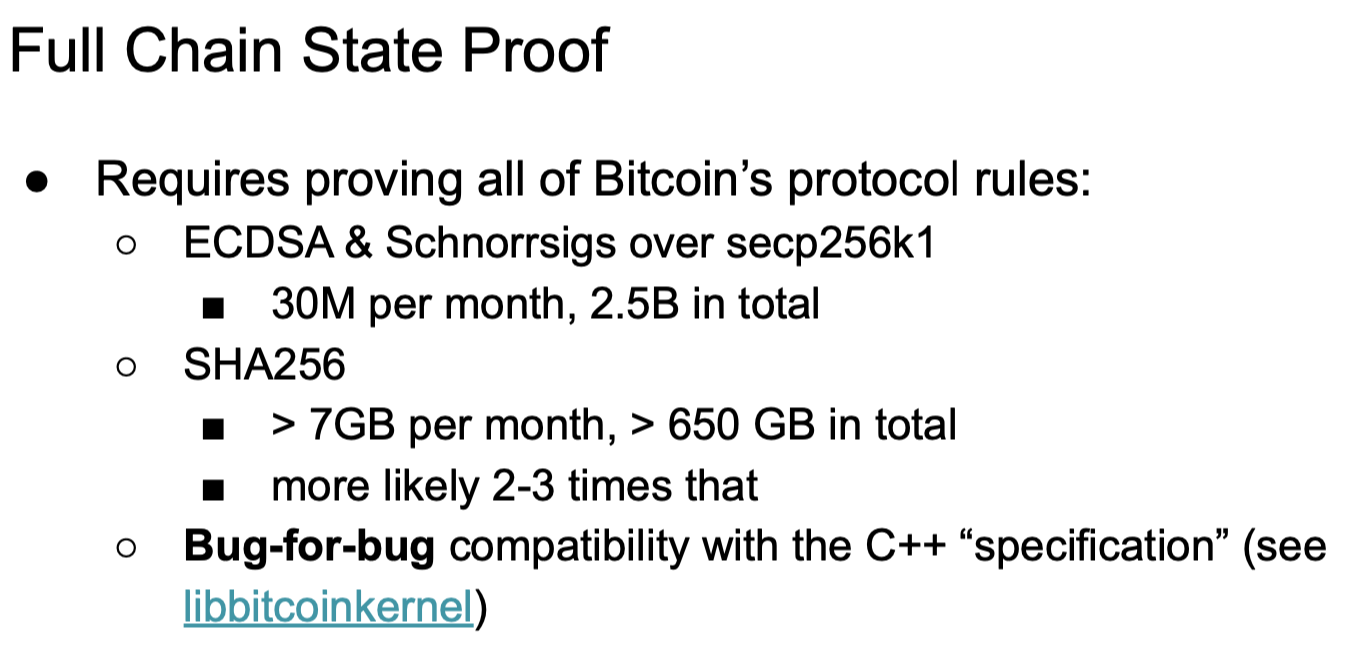 Full Chain State Proof
● Requires proving all of Bitcoin’s protocol rules:
○ ECDSA & Schnorrsigs over secp256k1
■ 30M per month, 2.5B in total
○ SHA256
■ > 7GB per month, > 650 GB in total
■ more likely 2-3 times that
○ Bug-for-bug compatibility with the C++ “specification” (see
libbitcoinkernel)